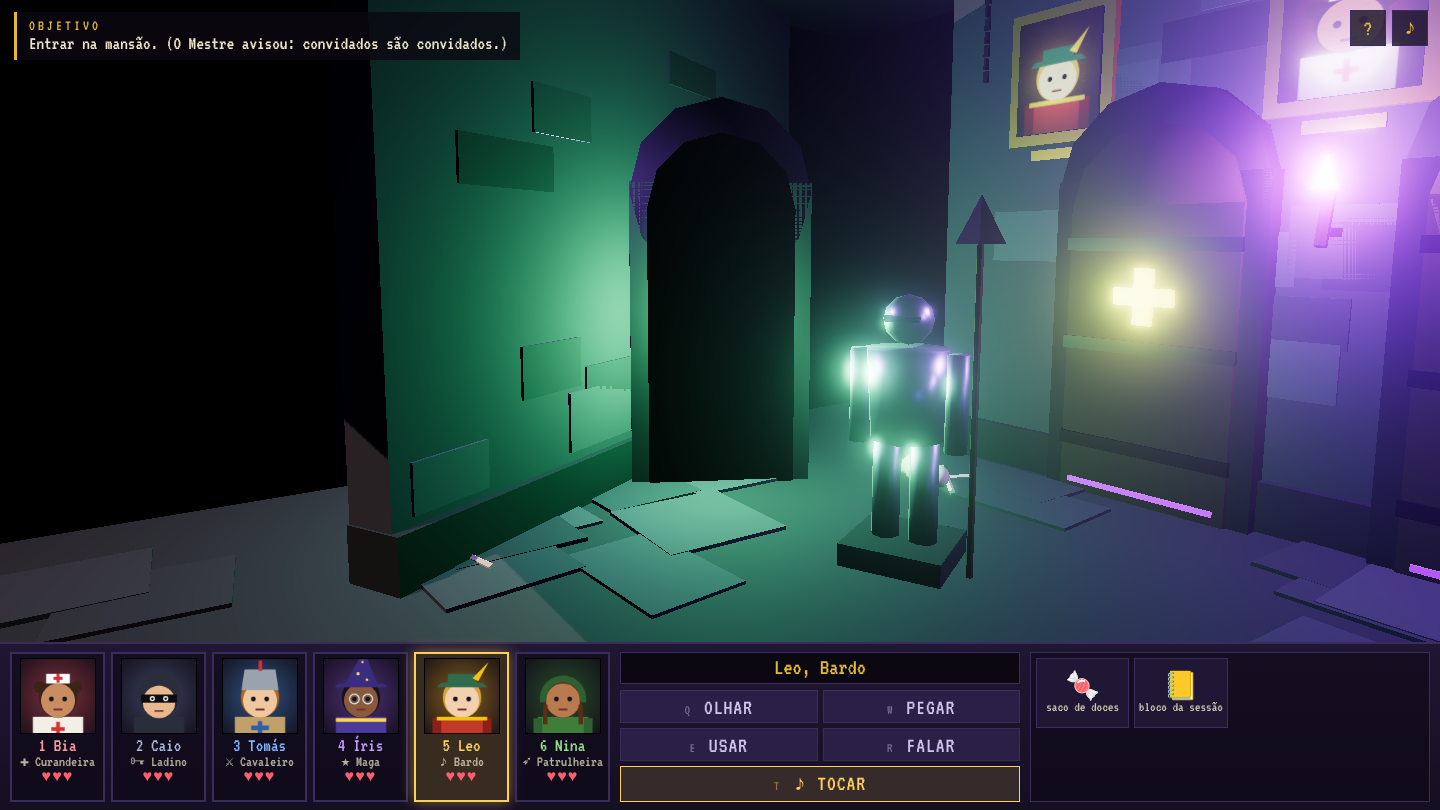 OBJETIVO
Entrar na mansão. (O Mestre avisou: convidados são convidados.)
? ♪
1 Bia
✚ Curandeira
♥♥♥
2 Caio
Ladino
♥♥♥
3 Tomás
⚔ Cavaleiro
♥♥♥
4 Íris
★ Maga
♥♥♥
5 Leo
♪ Bardo
♥♥♥
6 Nina
➶ Patrulheira
♥♥♥
Leo, Bardo
Q OLHAR
W PEGAR
E USAR
R FALAR
T ♪ TOCAR
saco de doces
bloco da sessão